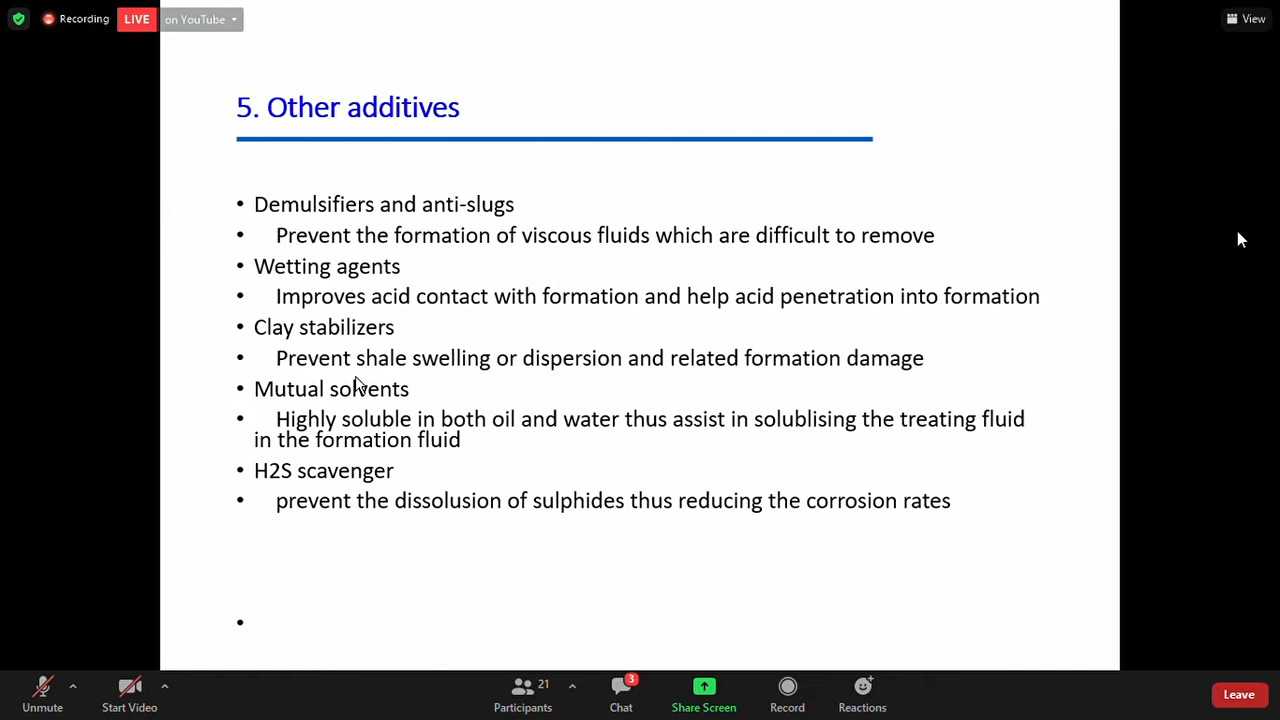 Recording LIVE on YouTube View
5. Other additives
• Demulsifiers and anti-slugs
• Prevent the formation of viscous fluids which are difficult to remove
• Wetting agents
• Improves acid contact with formation and help acid penetration into formation
• Clay stabilizers
• Prevent shale swelling or dispersion and related formation damage
• Mutual solvents
• Highly soluble in both oil and water thus assist in solublising the treating fluid
in the formation fluid
• H2S scavenger
• prevent the dissolusion of sulphides thus reducing the corrosion rates
•
21 3
Unmute Start Video Participants Chat Share Screen Record Reactions Leave